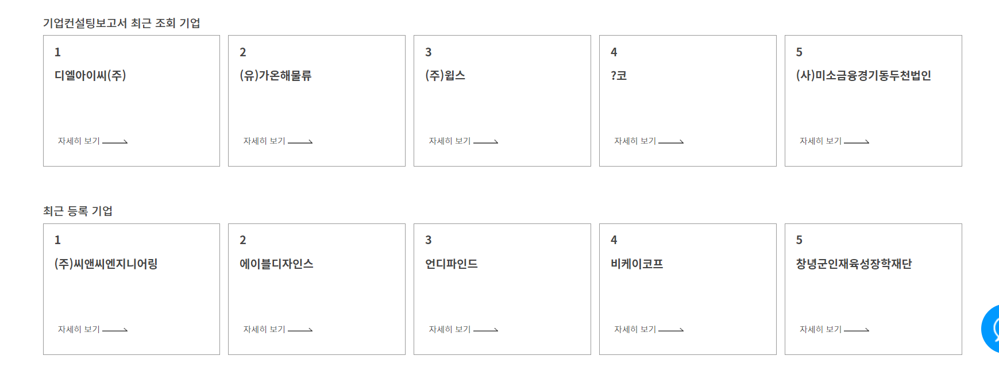 기업컨설팅보고서 최근 조회 기업
1
디엘아이씨(주)
자세히 보기
2
(유)가온해물류
자세히 보기
3
(주)윕스
자세히 보기
4
?코
자세히 보기
5
(사)미소금융경기동두천법인
자세히 보기
최근 등록 기업
1
(주)씨앤씨엔지니어링
자세히 보기
2
에이블디자인스
자세히 보기
3
언디파인드
자세히 보기
4
비케이코프
자세히 보기
5
창녕군인재육성장학재단
자세히 보기